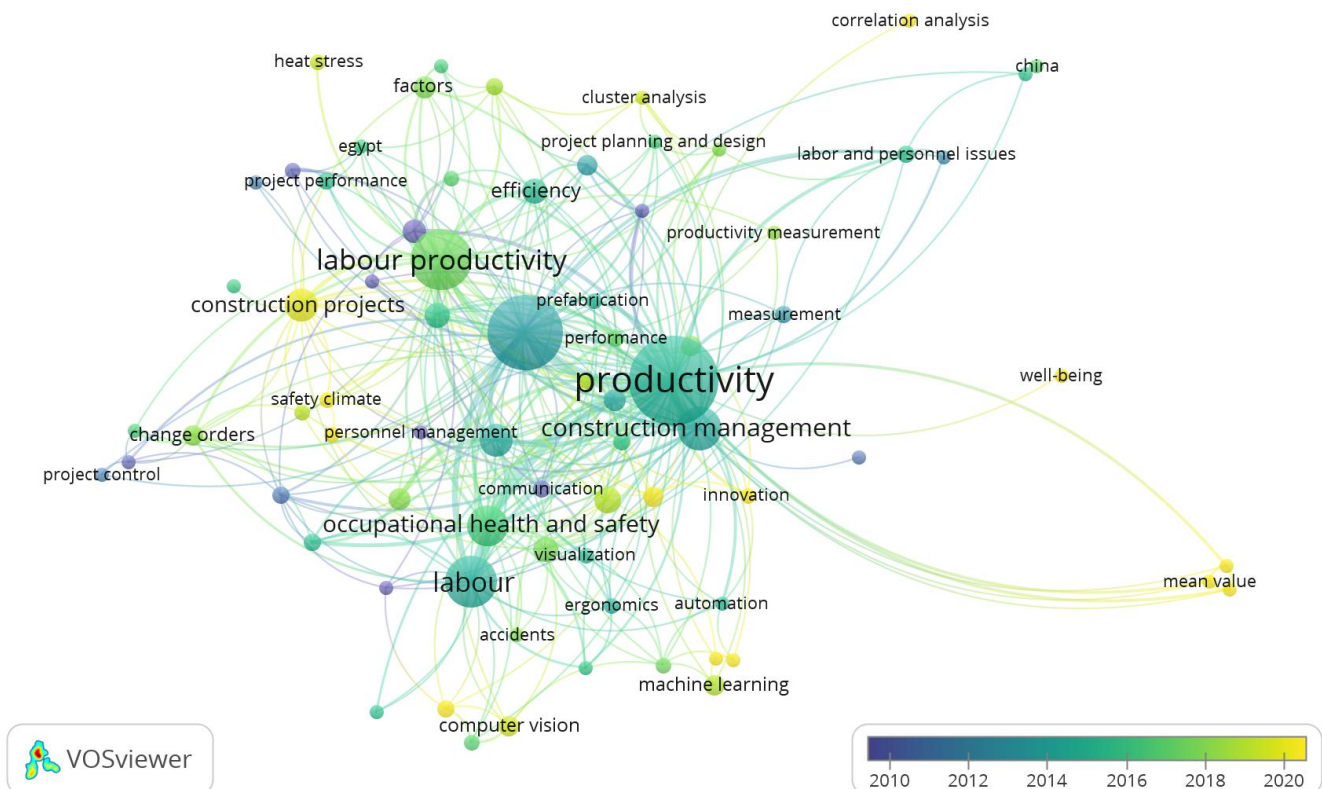 correlation analysis
heat stress
china
factors
cluster analysis
egypt
project planning and design
labor and personnel issues
project performance
efficiency
productivity measurement
labour productivity
construction projects
prefabrication
measurement
performance
productivity
well-being
safety climate
change orders
personnel management
construction management
project control
communication
innovation
occupational health and safety
visualization
labour
mean value
ergonomics
automation
accidents
machine learning
computer vision
VOSviewer
2010
2012
2014
2016
2018
2020